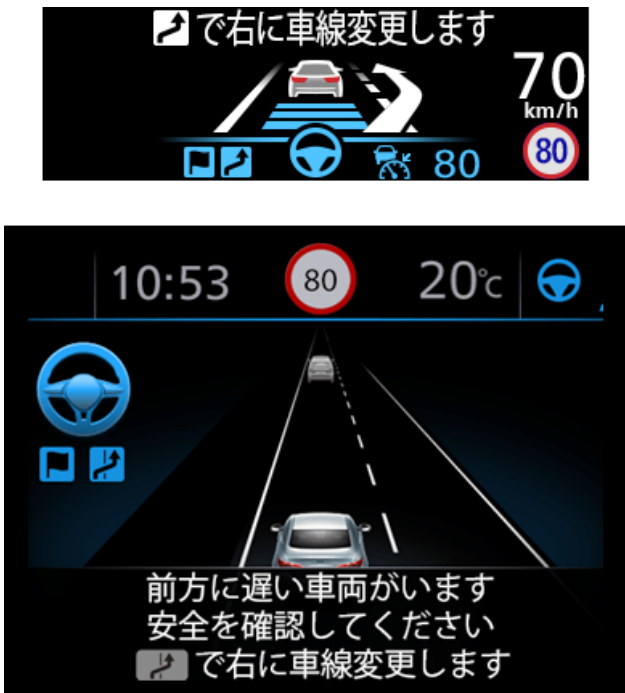 で右に車線変更します
70
km/h
80
80
10:53
80
20℃
前方に遅い車両がいます
安全を確認してください
で右に車線変更します